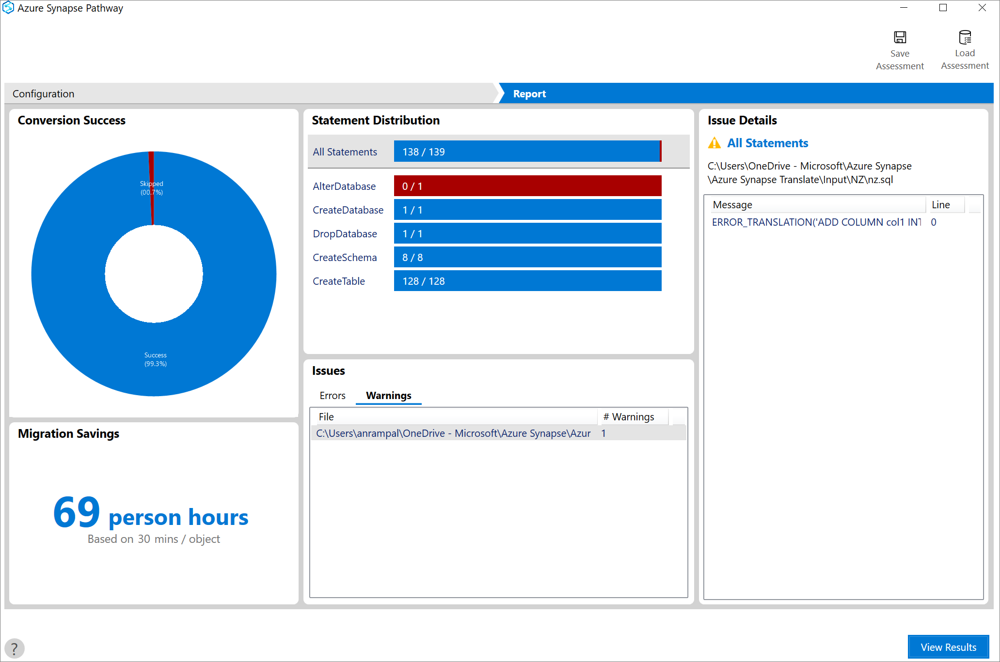 Azure Synapse Pathway
Save
Assessment
Load
Assessment
Configuration
Report
Conversion Success
Skipped
(00.7%)
Success
(99.3%)
Migration Savings
69 person hours
Based on 30 mins / object
Statement Distribution
All Statements 138 / 139
AlterDatabase 0 / 1
CreateDatabase 1 / 1
DropDatabase 1 / 1
CreateSchema 8 / 8
CreateTable 128 / 128
Issues
Errors Warnings
File # Warnings
C:\Users\anrampal\OneDrive - Microsoft\Azure Synapse\Azur 1
Issue Details
All Statements
C:\Users\OneDrive - Microsoft\Azure Synapse
\Azure Synapse Translate\Input\NZ\nz.sql
Message Line
ERROR_TRANSLATION('ADD COLUMN col1 INT 0
?
View Results